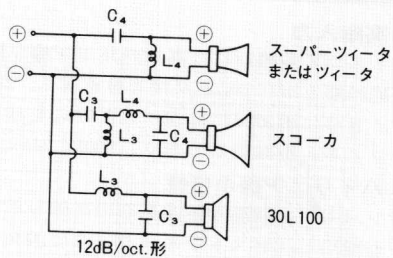 C₄
⊕
L₄
⊕
⊖
⊖
スーパーツィータ
またはツィータ
C₃
L₄
L₃
C₄
⊕
⊖
スコーカ
L₃
C₃
⊕
⊖
30L100
12dB/oct.形